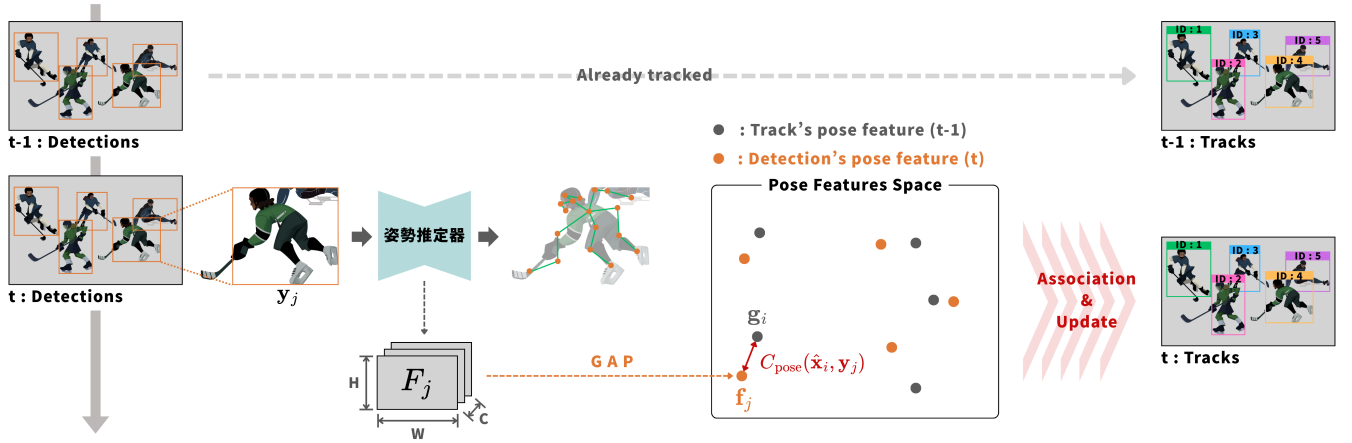 ID : 1
ID : 3
ID : 5
ID : 2
ID : 4
Already tracked
t-1 : Detections
t-1 : Tracks
: Track's pose feature (t-1)
: Detection's pose feature (t)
Pose Features Space
姿勢推定器
y_j
t : Detections
g_i
C_pose(x̂_i, y_j)
f_j
GAP
F_j
H
W
C
Association
&
Update
ID : 1
ID : 3
ID : 5
ID : 2
ID : 4
t : Tracks